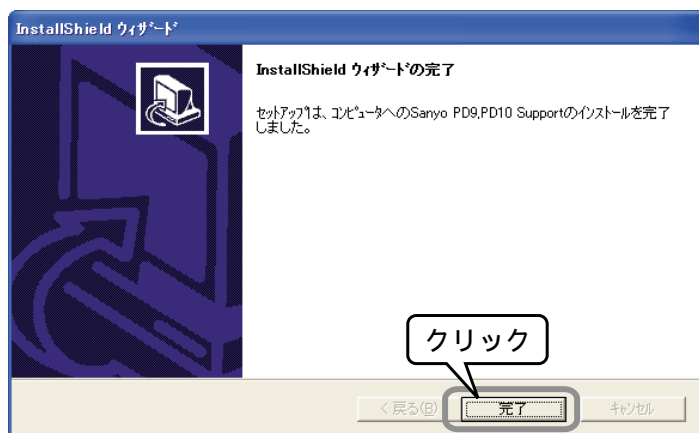 InstallShield ウィザード
InstallShield ウィザードの完了
セットアップは、コンピュータへのSanyo PD9,PD10 Supportのインストールを完了
しました。
クリック
< 戻る(B)
完了
キャンセル